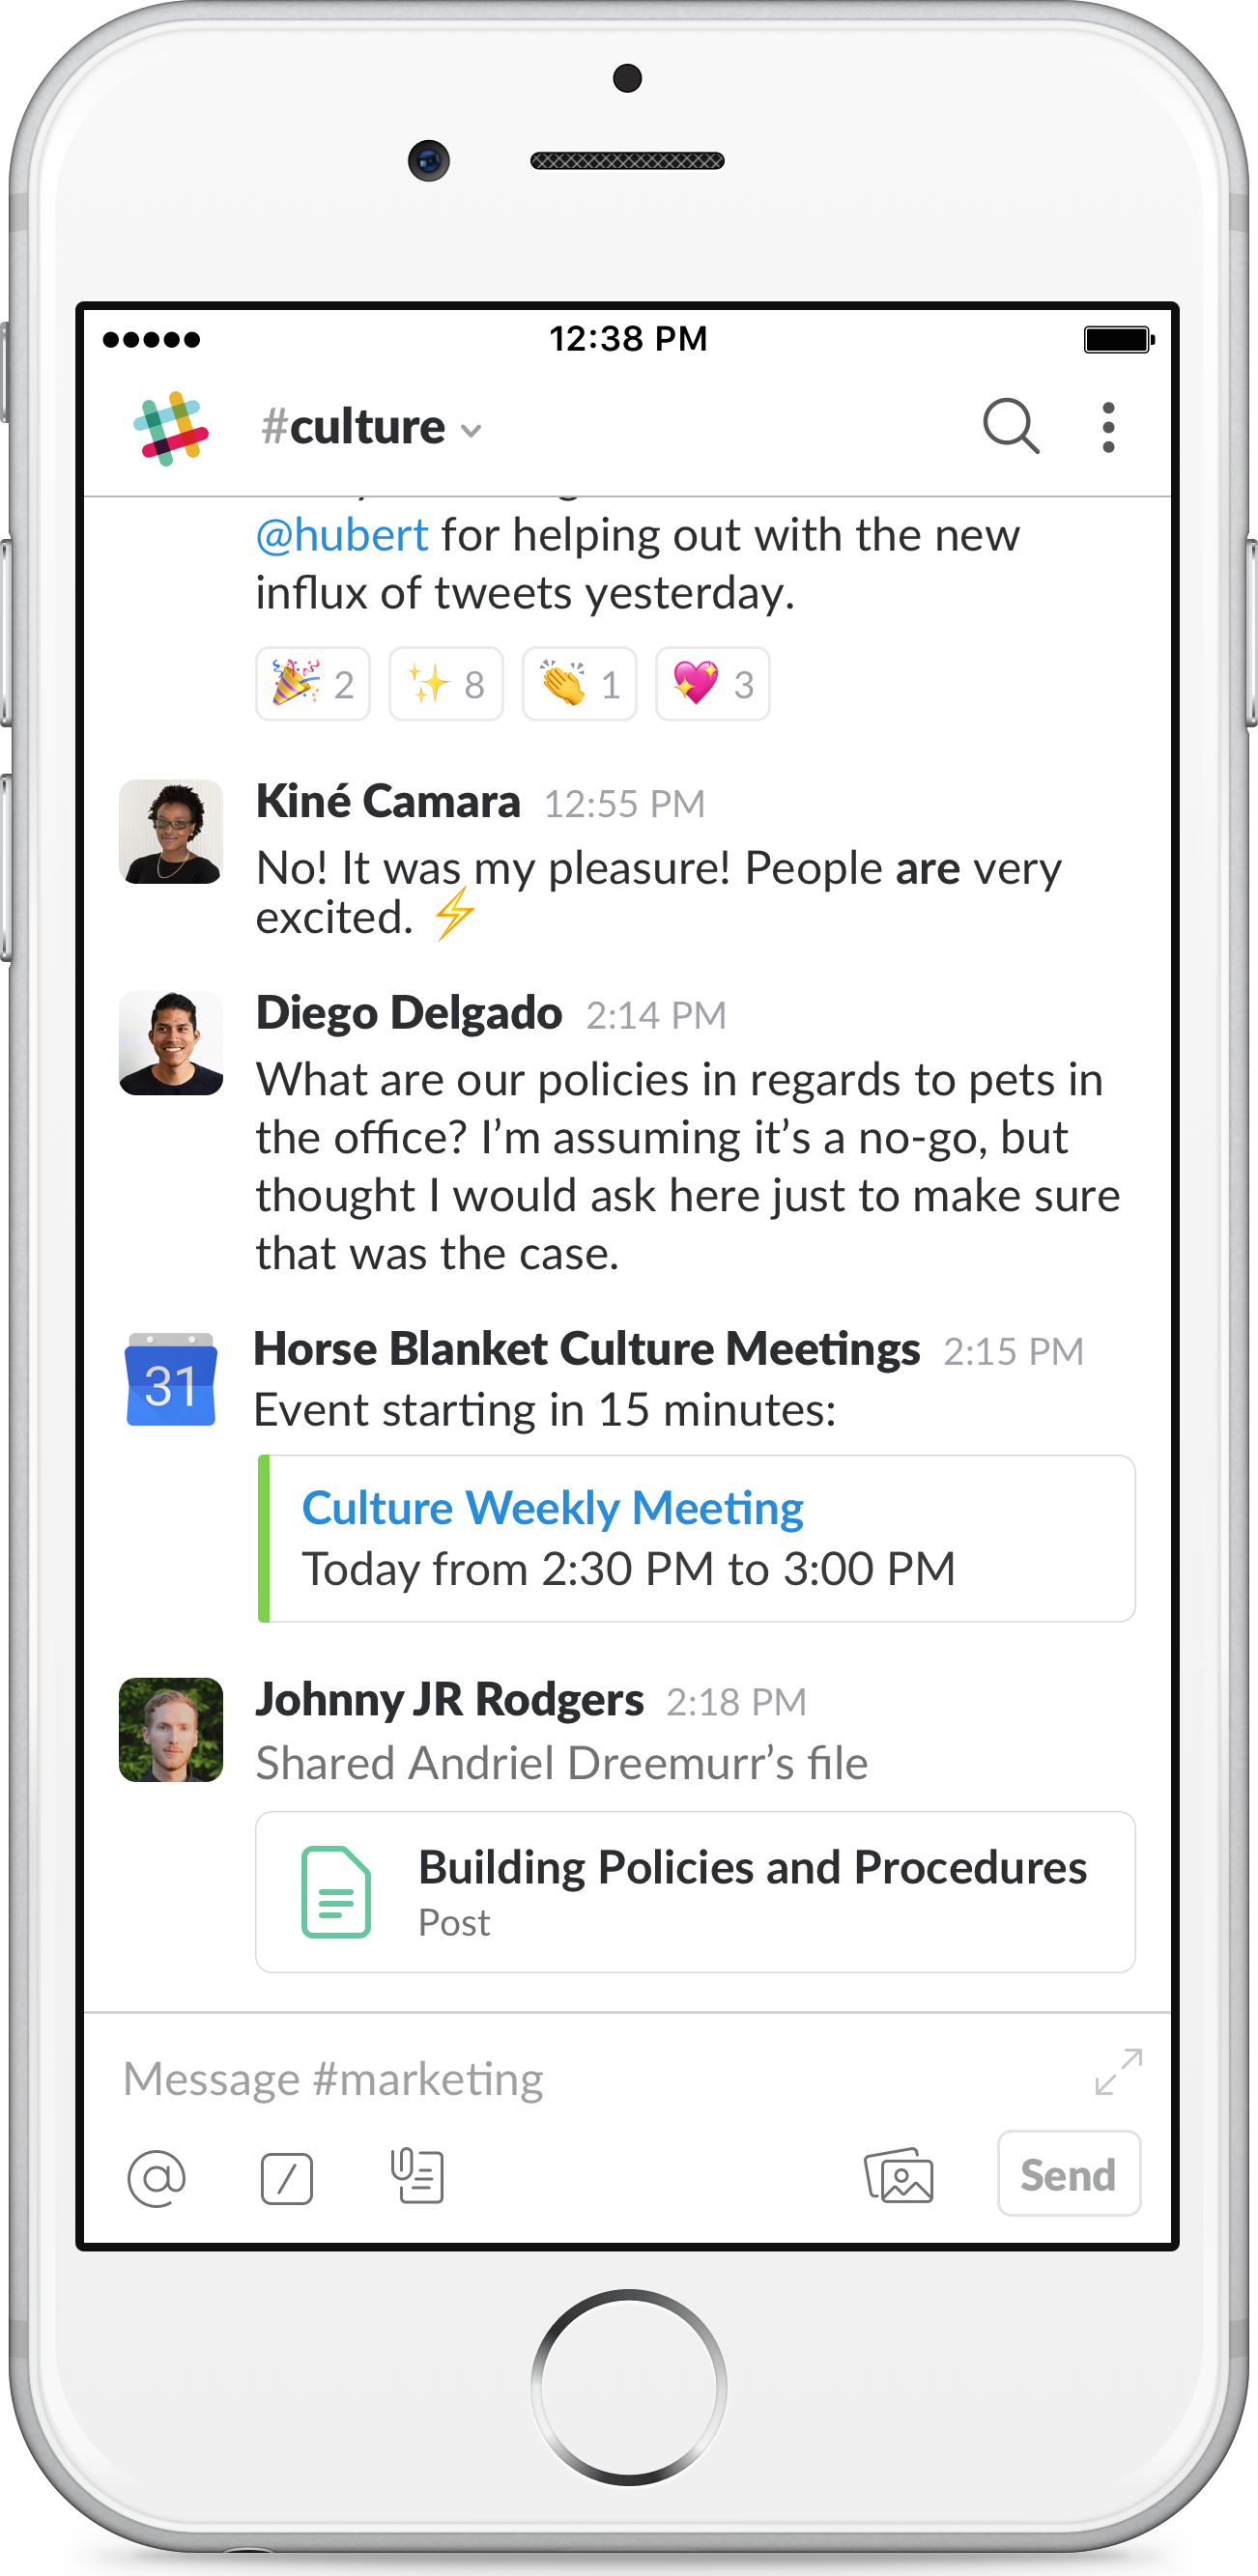 12:38 PM
#culture
@hubert for helping out with the new
influx of tweets yesterday.
2 8 1 3
Kiné Camara 12:55 PM
No! It was my pleasure! People are very
excited.
Diego Delgado 2:14 PM
What are our policies in regards to pets in
the office? I’m assuming it’s a no-go, but
thought I would ask here just to make sure
that was the case.
Horse Blanket Culture Meetings 2:15 PM
31
Event starting in 15 minutes:
Culture Weekly Meeting
Today from 2:30 PM to 3:00 PM
Johnny JR Rodgers 2:18 PM
Shared Andriel Dreemurr’s file
Building Policies and Procedures
Post
Message #marketing
@
Send